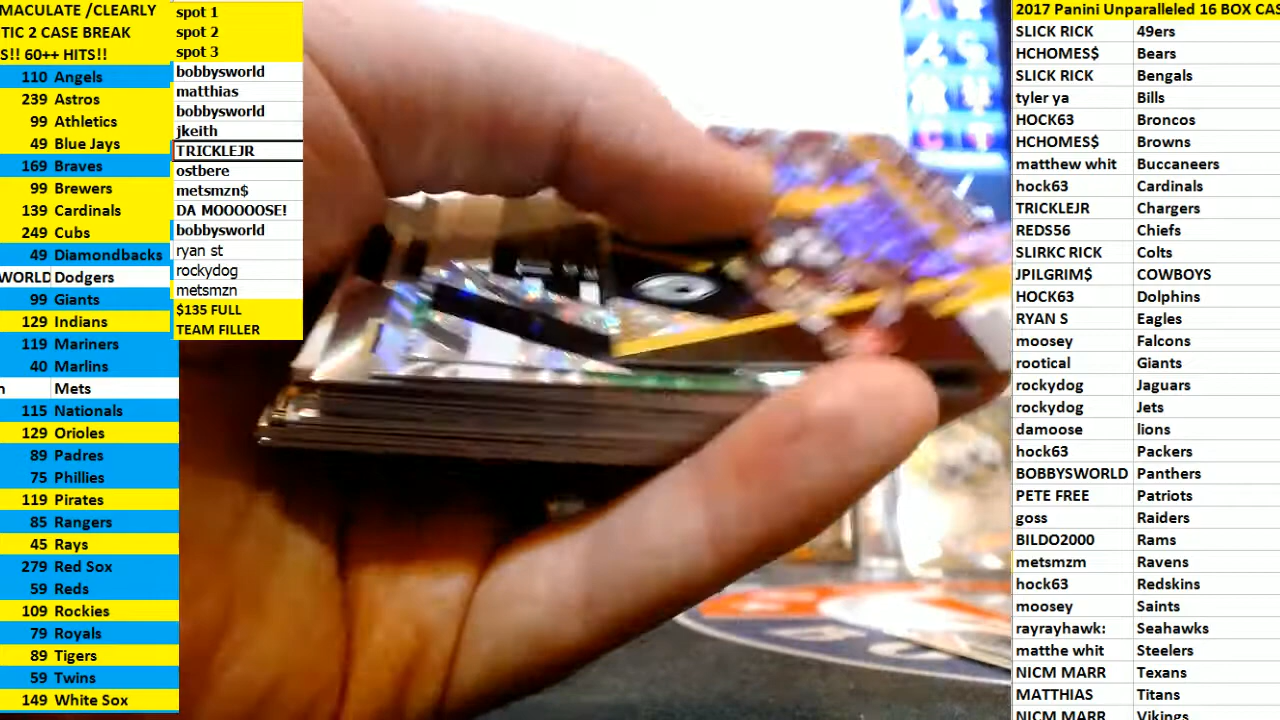 MACULATE /CLEARLY
TIC 2 CASE BREAK
S!! 60++ HITS!!
110 Angels
239 Astros
99 Athletics
49 Blue Jays
169 Braves
99 Brewers
139 Cardinals
249 Cubs
49 Diamondbacks
WORLD Dodgers
99 Giants
129 Indians
119 Mariners
40 Marlins
Mets
115 Nationals
129 Orioles
89 Padres
75 Phillies
119 Pirates
85 Rangers
45 Rays
279 Red Sox
59 Reds
109 Rockies
79 Royals
89 Tigers
59 Twins
149 White Sox
spot 1
spot 2
spot 3
bobbysworld
matthias
bobbysworld
jkeith
TRICKLEJR
ostbere
metsmzn$
DA MOOOOOSE!
bobbysworld
ryan st
rockydog
metsmzn
$135 FULL
TEAM FILLER
2017 Panini Unparalleled 16 BOX CAS
SLICK RICK 49ers
HCHOMES$ Bears
SLICK RICK Bengals
tyler ya Bills
HOCK63 Broncos
HCHOMES$ Browns
matthew whit Buccaneers
hock63 Cardinals
TRICKLEJR Chargers
REDS56 Chiefs
SLIRKC RICK Colts
JPILGRIM$ COWBOYS
HOCK63 Dolphins
RYAN S Eagles
moosey Falcons
rootical Giants
rockydog Jaguars
rockydog Jets
damoose lions
hock63 Packers
BOBBYSWORLD Panthers
PETE FREE Patriots
goss Raiders
BILDO2000 Rams
metsmzm Ravens
hock63 Redskins
moosey Saints
rayrayhawk: Seahawks
matthe whit Steelers
NICM MARR Texans
MATTHIAS Titans
NICM MARR Vikings